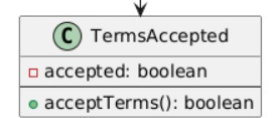 C TermsAccepted
accepted: boolean
acceptTerms(): boolean